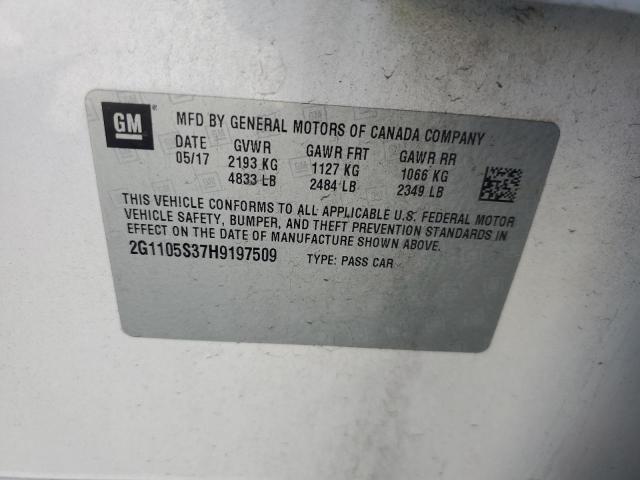 GM
MFD BY GENERAL MOTORS OF CANADA COMPANY
DATE GVWR GAWR FRT GAWR RR
05/17 2193 KG 1127 KG 1066 KG
4833 LB 2484 LB 2349 LB
THIS VEHICLE CONFORMS TO ALL APPLICABLE U.S. FEDERAL MOTOR
VEHICLE SAFETY, BUMPER, AND THEFT PREVENTION STANDARDS IN
EFFECT ON THE DATE OF MANUFACTURE SHOWN ABOVE.
2G1105S37H9197509 TYPE: PASS CAR